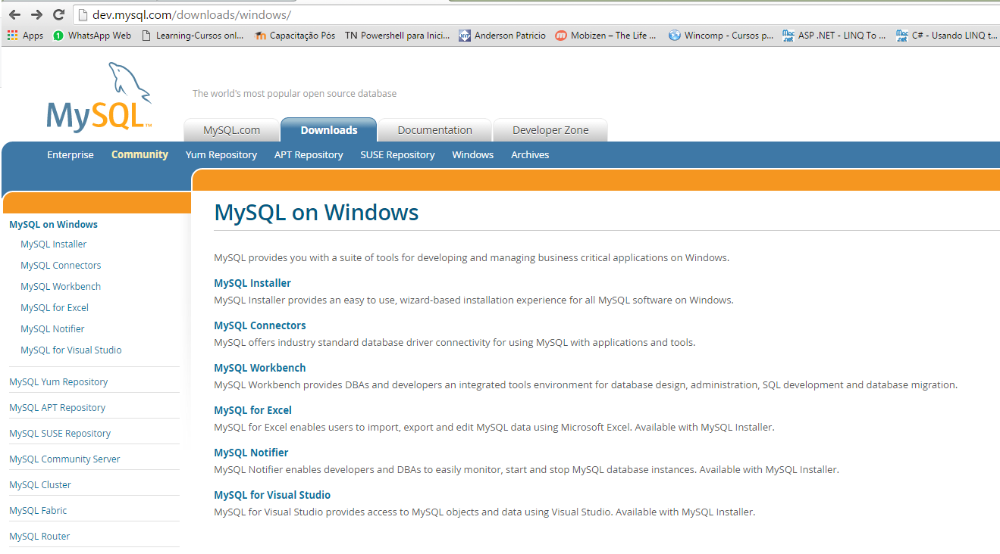 dev.mysql.com/downloads/windows/
Apps WhatsApp Web Learning-Cursos onl... Capacitação Pós TN Powershell para Inici... Anderson Patricio Mobizen – The Life ... Wincomp - Cursos p... ASP .NET - LINQ To ... C# - Usando LINQ t...
MySQL™
The world's most popular open source database
MySQL.com Downloads Documentation Developer Zone
Enterprise Community Yum Repository APT Repository SUSE Repository Windows Archives
MySQL on Windows
MySQL Installer
MySQL Connectors
MySQL Workbench
MySQL for Excel
MySQL Notifier
MySQL for Visual Studio
MySQL Yum Repository
MySQL APT Repository
MySQL SUSE Repository
MySQL Community Server
MySQL Cluster
MySQL Fabric
MySQL Router
MySQL on Windows
MySQL provides you with a suite of tools for developing and managing business critical applications on Windows.
MySQL Installer
MySQL Installer provides an easy to use, wizard-based installation experience for all MySQL software on Windows.
MySQL Connectors
MySQL offers industry standard database driver connectivity for using MySQL with applications and tools.
MySQL Workbench
MySQL Workbench provides DBAs and developers an integrated tools environment for database design, administration, SQL development and database migration.
MySQL for Excel
MySQL for Excel enables users to import, export and edit MySQL data using Microsoft Excel. Available with MySQL Installer.
MySQL Notifier
MySQL Notifier enables developers and DBAs to easily monitor, start and stop MySQL database instances. Available with MySQL Installer.
MySQL for Visual Studio
MySQL for Visual Studio provides access to MySQL objects and data using Visual Studio. Available with MySQL Installer.